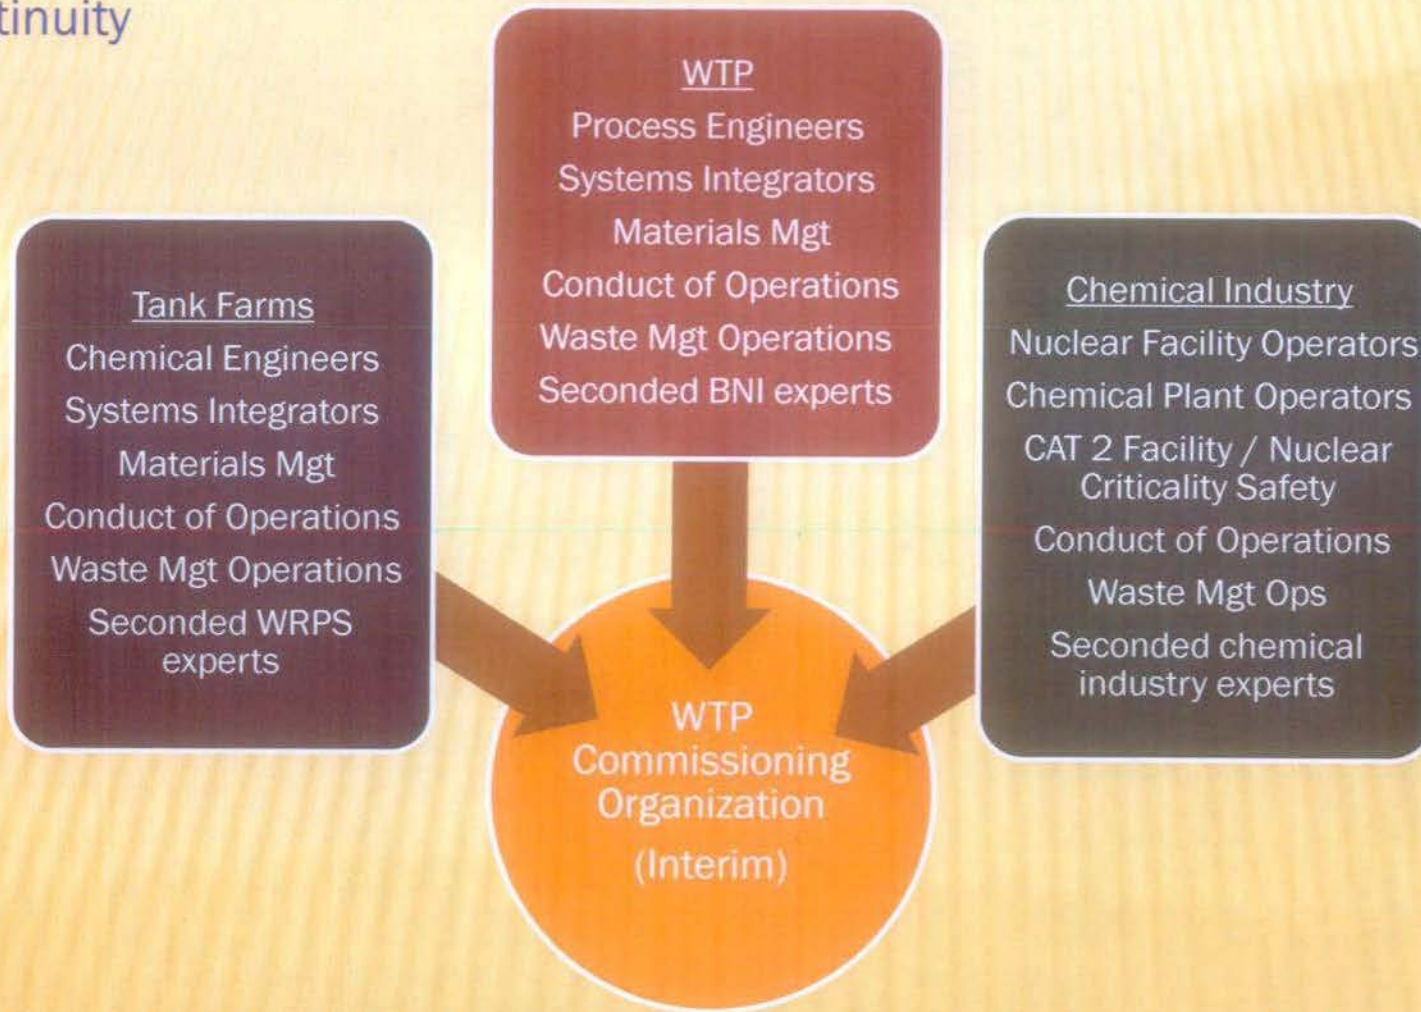 tinuity
WTP
Process Engineers
Systems Integrators
Materials Mgt
Conduct of Operations
Waste Mgt Operations
Seconded BNI experts
Tank Farms
Chemical Engineers
Systems Integrators
Materials Mgt
Conduct of Operations
Waste Mgt Operations
Seconded WRPS
experts
Chemical Industry
Nuclear Facility Operators
Chemical Plant Operators
CAT 2 Facility / Nuclear
Criticality Safety
Conduct of Operations
Waste Mgt Ops
Seconded chemical
industry experts
WTP
Commissioning
Organization
(Interim)